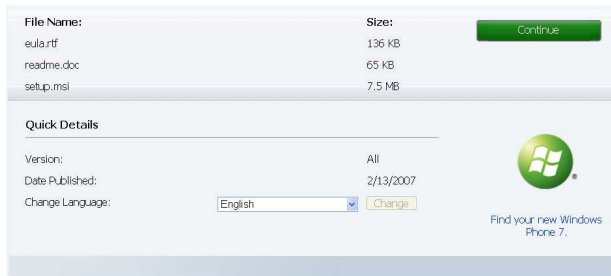 File Name: Size:
Continue
eula.rtf 136 KB
readme.doc 65 KB
setup.msi 7.5 MB
Quick Details
Version: All
Date Published: 2/13/2007
Change Language: English Change
Find your new Windows
Phone 7.